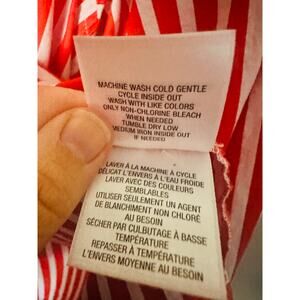 MACHINE WASH COLD GENTLE
CYCLE INSIDE OUT
WASH WITH LIKE COLORS
ONLY NON-CHLORINE BLEACH
WHEN NEEDED
TUMBLE DRY LOW
MEDIUM IRON INSIDE OUT
IF NEEDED
LAVER À LA MACHINE À CYCLE
DÉLICAT L'ENVERS À L'EAU FROIDE
LAVER AVEC DES COULEURS
SEMBLABLES
UTILISER SEULEMENT UN AGENT
DE BLANCHIMENT NON CHLORÉ
AU BESOIN
SÉCHER PAR CULBUTAGE À BASSE
TEMPÉRATURE
REPASSER À TEMPÉRATURE
L'ENVERS MOYENNE AU BESOIN